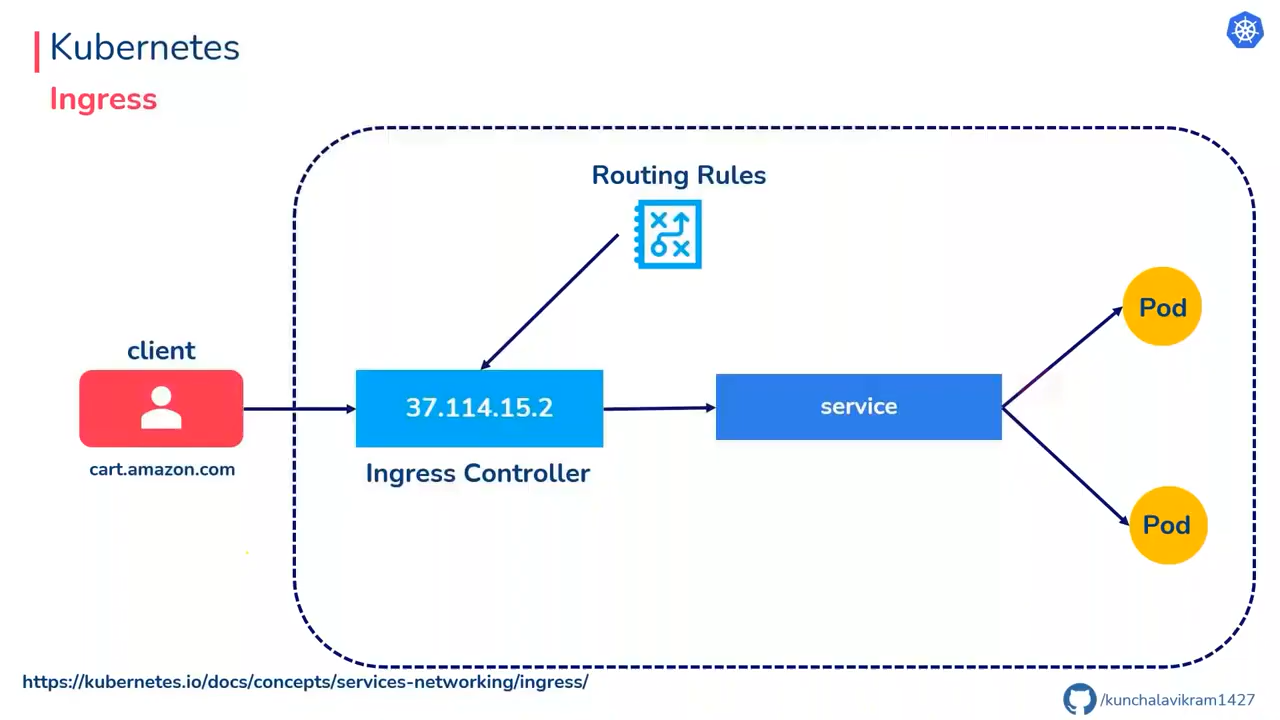 Kubernetes
Ingress
Routing Rules
Pod
client
37.114.15.2
service
cart.amazon.com
Ingress Controller
Pod
https://kubernetes.io/docs/concepts/services-networking/ingress/
/kunchalavikram1427